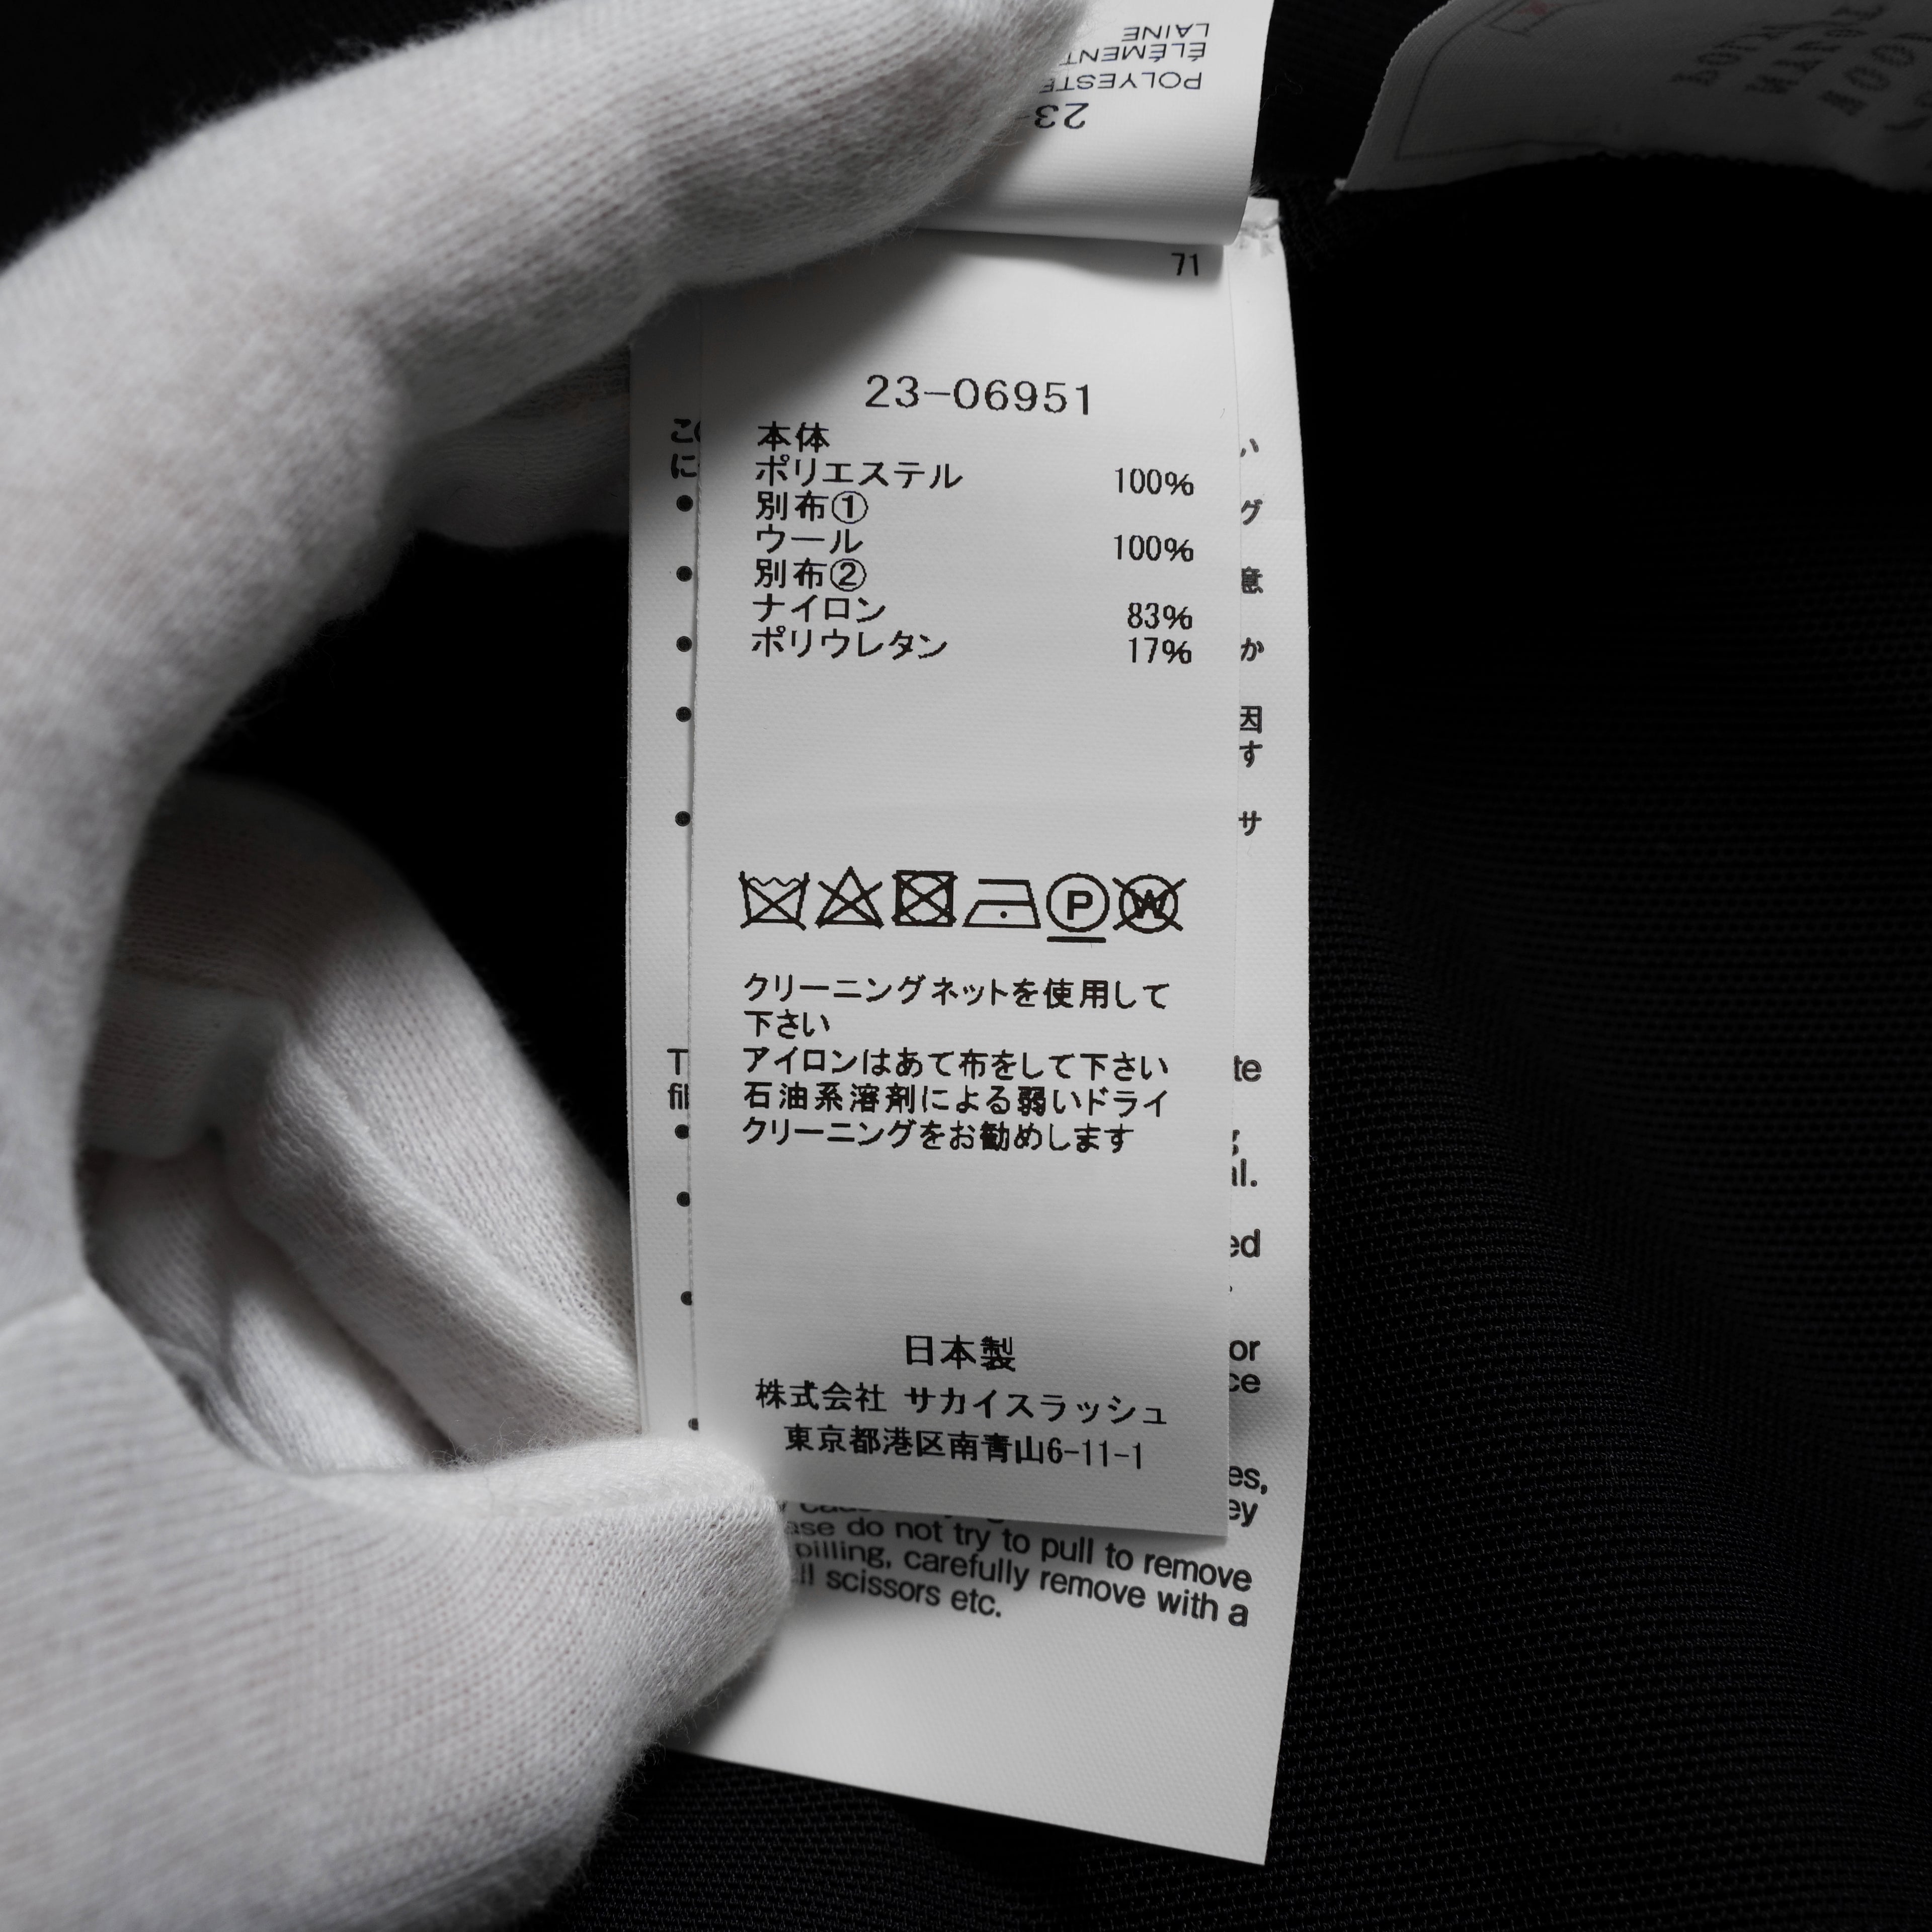 LAINE
ÉLÉMENT
POLYESTE
23
71
23-06951
本体
ポリエステル 100%
別布①
ウール 100%
別布②
ナイロン 83%
ポリウレタン 17%
P W
クリーニングネットを使用して
下さい
アイロンはあて布をして下さい
石油系溶剤による弱いドライ
クリーニングをお勧めします
日本製
株式会社 サカイスラッシュ
東京都港区南青山6-11-1
do not try to pull to remove
pilling, carefully remove with a
scissors etc.